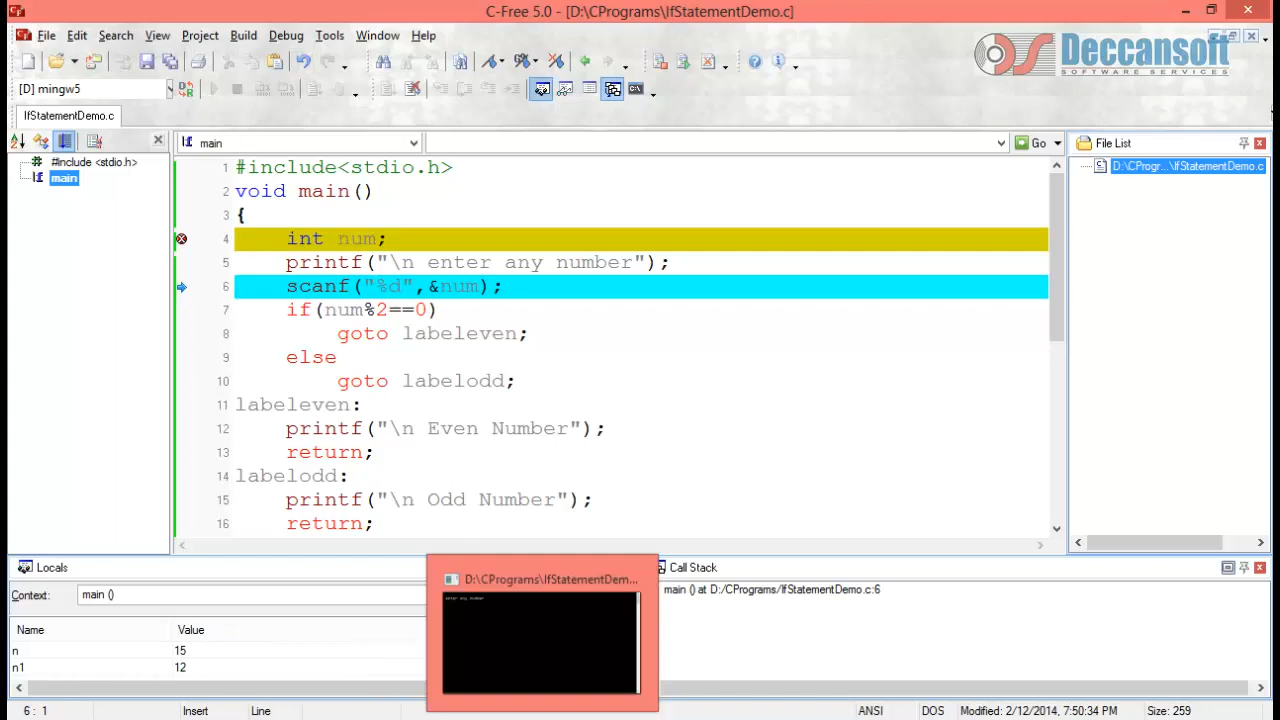 C-Free 5.0 - [D:\CPrograms\IfStatementDemo.c]
File Edit Search View Project Build Debug Tools Window Help
Deccansoft
SOFTWARE SERVICES
[D] mingw5
IfStatementDemo.c
main
Go
File List
#include <stdio.h>
main
D:\CProgr...\IfStatementDemo.c
1 #include<stdio.h>
2 void main()
3 {
4 int num;
5 printf("\n enter any number");
6 scanf("%d",&num);
7 if(num%2==0)
8 goto labeleven;
9 else
10 goto labelodd;
11 labeleven:
12 printf("\n Even Number");
13 return;
14 labelodd:
15 printf("\n Odd Number");
16 return;
Locals
Context: main ()
Name Value
n 15
n1 12
D:\CPrograms\IfStatementDem...
enter any number
Call Stack
main () at D:/CPrograms/IfStatementDemo.c:6
6 : 1 Insert Line ANSI DOS Modified: 2/12/2014, 7:50:34 PM Size: 259